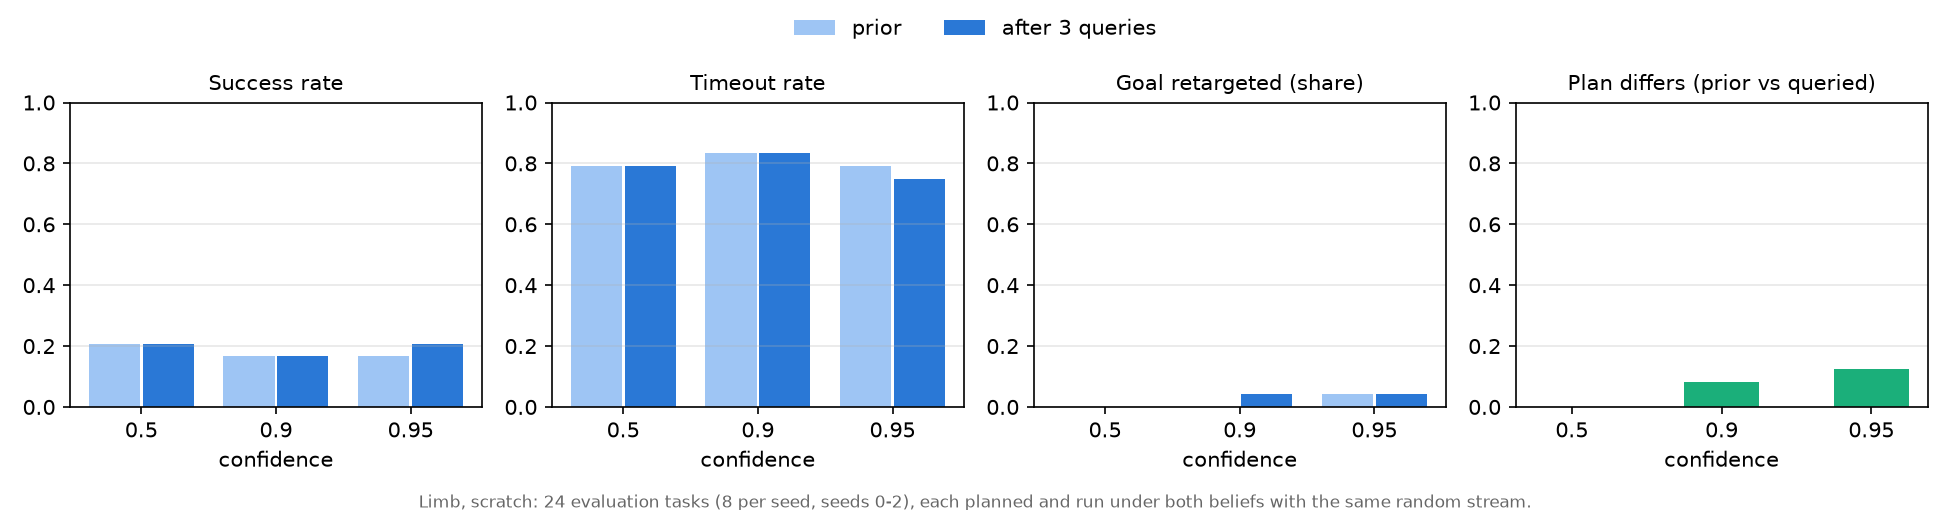 prior after 3 queries
Success rate
1.0
0.8
0.6
0.4
0.2
0.0
0.5 0.9 0.95
confidence
Timeout rate
1.0
0.8
0.6
0.4
0.2
0.0
0.5 0.9 0.95
confidence
Goal retargeted (share)
1.0
0.8
0.6
0.4
0.2
0.0
0.5 0.9 0.95
confidence
Plan differs (prior vs queried)
1.0
0.8
0.6
0.4
0.2
0.0
0.5 0.9 0.95
confidence
Limb, scratch: 24 evaluation tasks (8 per seed, seeds 0-2), each planned and run under both beliefs with the same random stream.